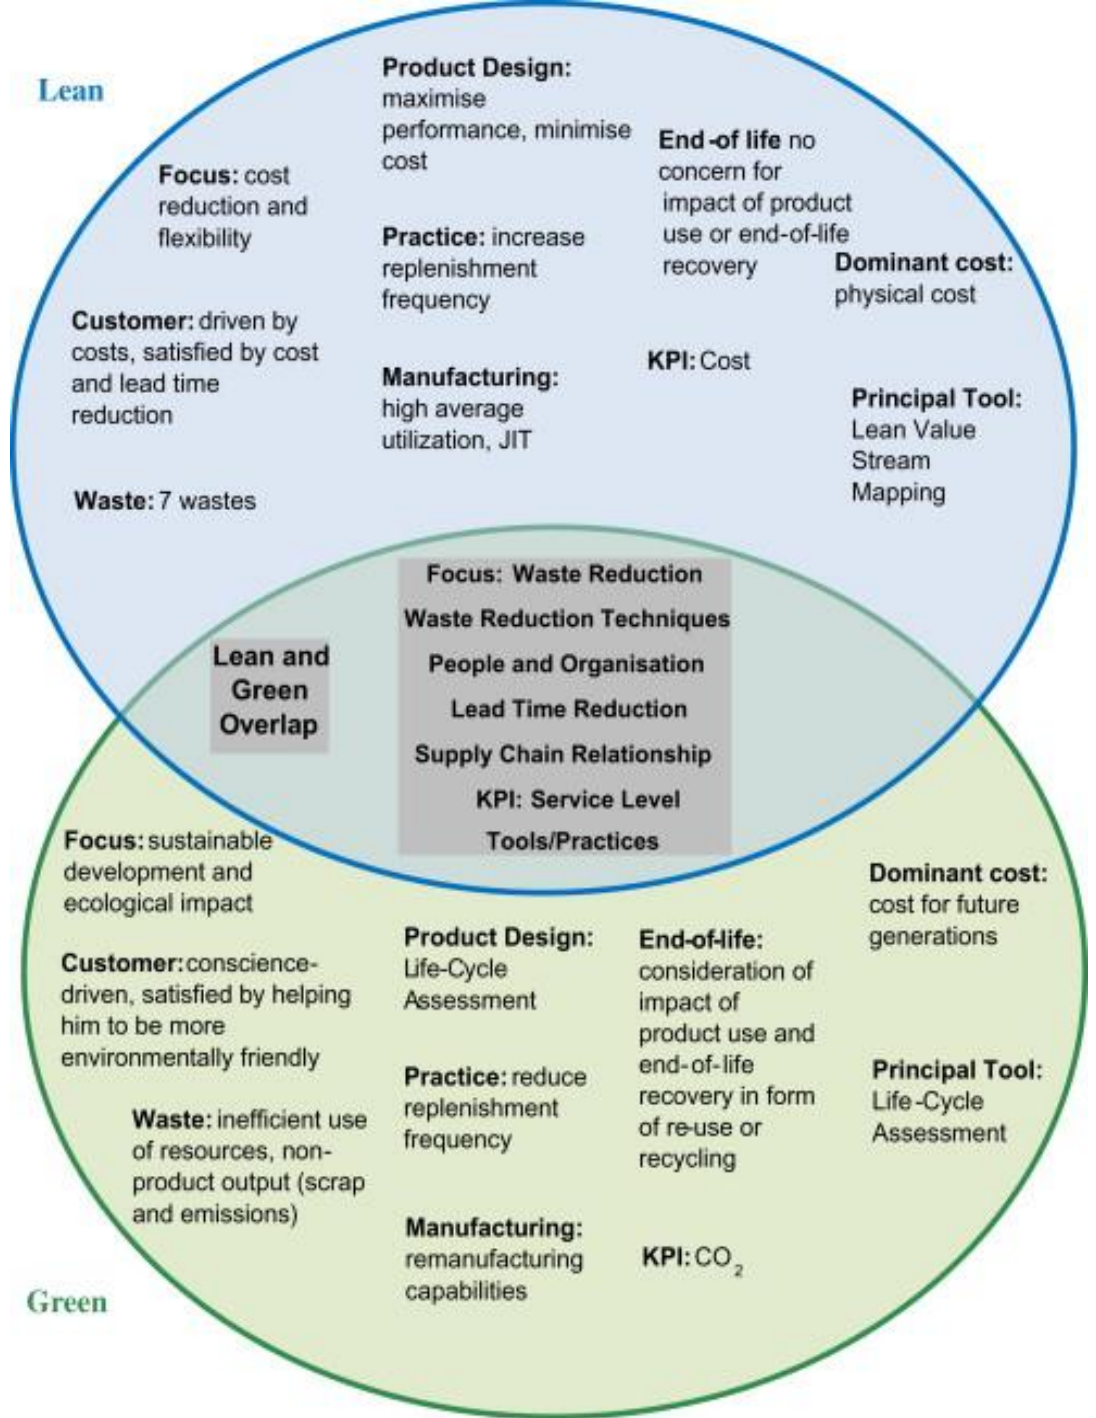 Lean
Product Design:
maximise
performance, minimise
cost
Focus: cost
reduction and
flexibility
End-of life no
concern for
impact of product
use or end-of-life
recovery
Practice: increase
replenishment
frequency
Dominant cost:
physical cost
Customer: driven by
costs, satisfied by cost
and lead time
reduction
KPI: Cost
Manufacturing:
high average
utilization, JIT
Principal Tool:
Lean Value
Stream
Mapping
Waste: 7 wastes
Lean and
Green
Overlap
Focus: Waste Reduction
Waste Reduction Techniques
People and Organisation
Lead Time Reduction
Supply Chain Relationship
KPI: Service Level
Tools/Practices
Focus: sustainable
development and
ecological impact
Customer: conscience-
driven, satisfied by helping
him to be more
environmentally friendly
Waste: inefficient use
of resources, non-
product output (scrap
and emissions)
Product Design:
Life-Cycle
Assessment
Practice: reduce
replenishment
frequency
Manufacturing:
remanufacturing
capabilities
End-of-life:
consideration of
impact of
product use and
end-of-life
recovery in form
of re-use or
recycling
KPI: CO2
Dominant cost:
cost for future
generations
Principal Tool:
Life-Cycle
Assessment
Green